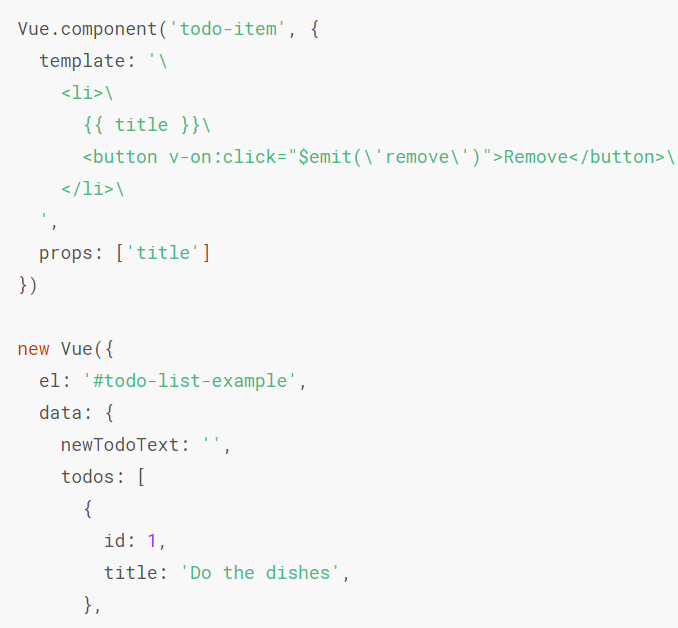 Vue.component('todo-item', {
  template: '\
    <li>\
      {{ title }}\
      <button v-on:click="$emit(\'remove\')">Remove</button>\
    </li>\
  ',
  props: ['title']
})

new Vue({
  el: '#todo-list-example',
  data: {
    newTodoText: '',
    todos: [
      {
        id: 1,
        title: 'Do the dishes',
      },